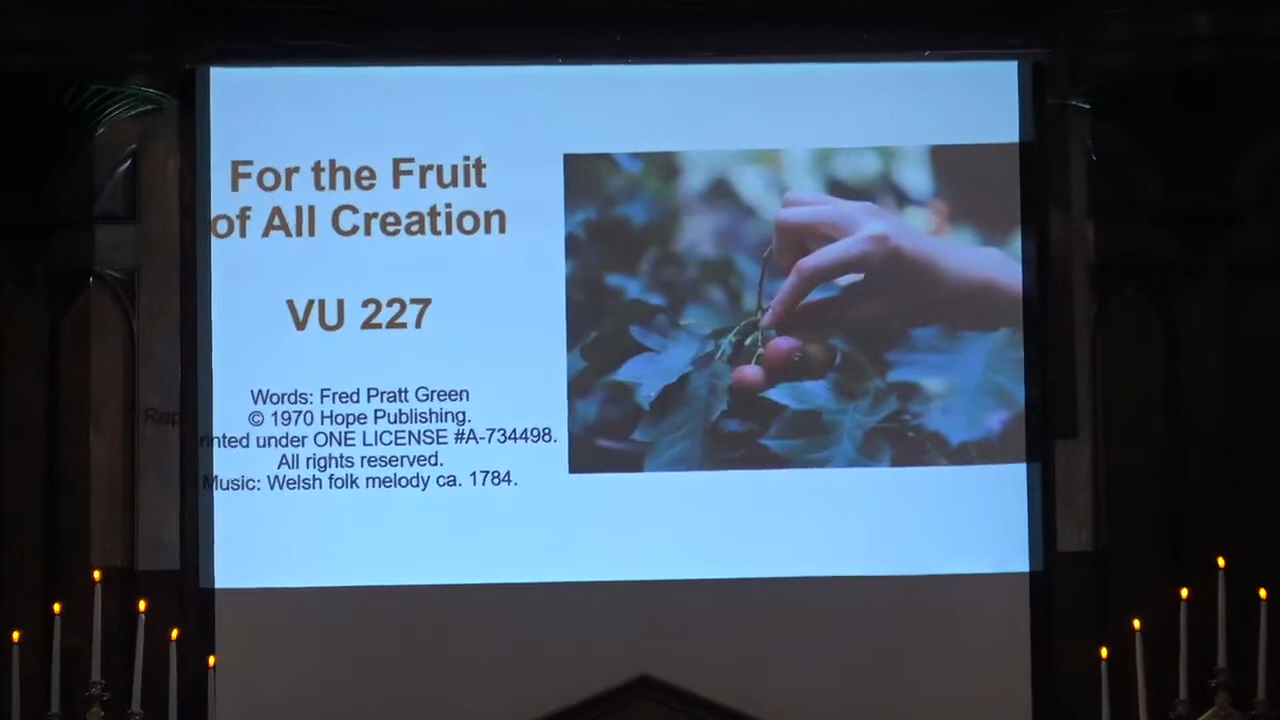 For the Fruit
of All Creation
VU 227
Words: Fred Pratt Green
© 1970 Hope Publishing.
Reprinted under ONE LICENSE #A-734498.
All rights reserved.
Music: Welsh folk melody ca. 1784.